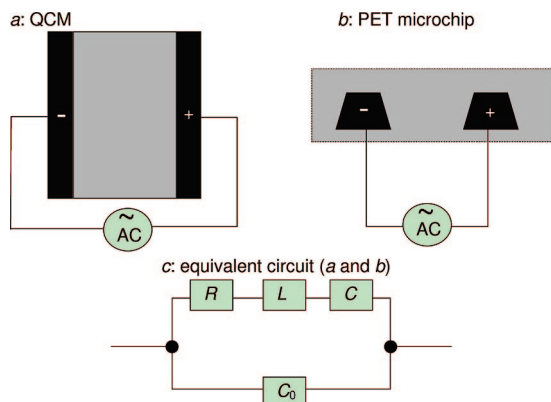 a: QCM
b: PET microchip
-
+
-
+
~
AC
~
AC
c: equivalent circuit (a and b)
R
L
C
C₀